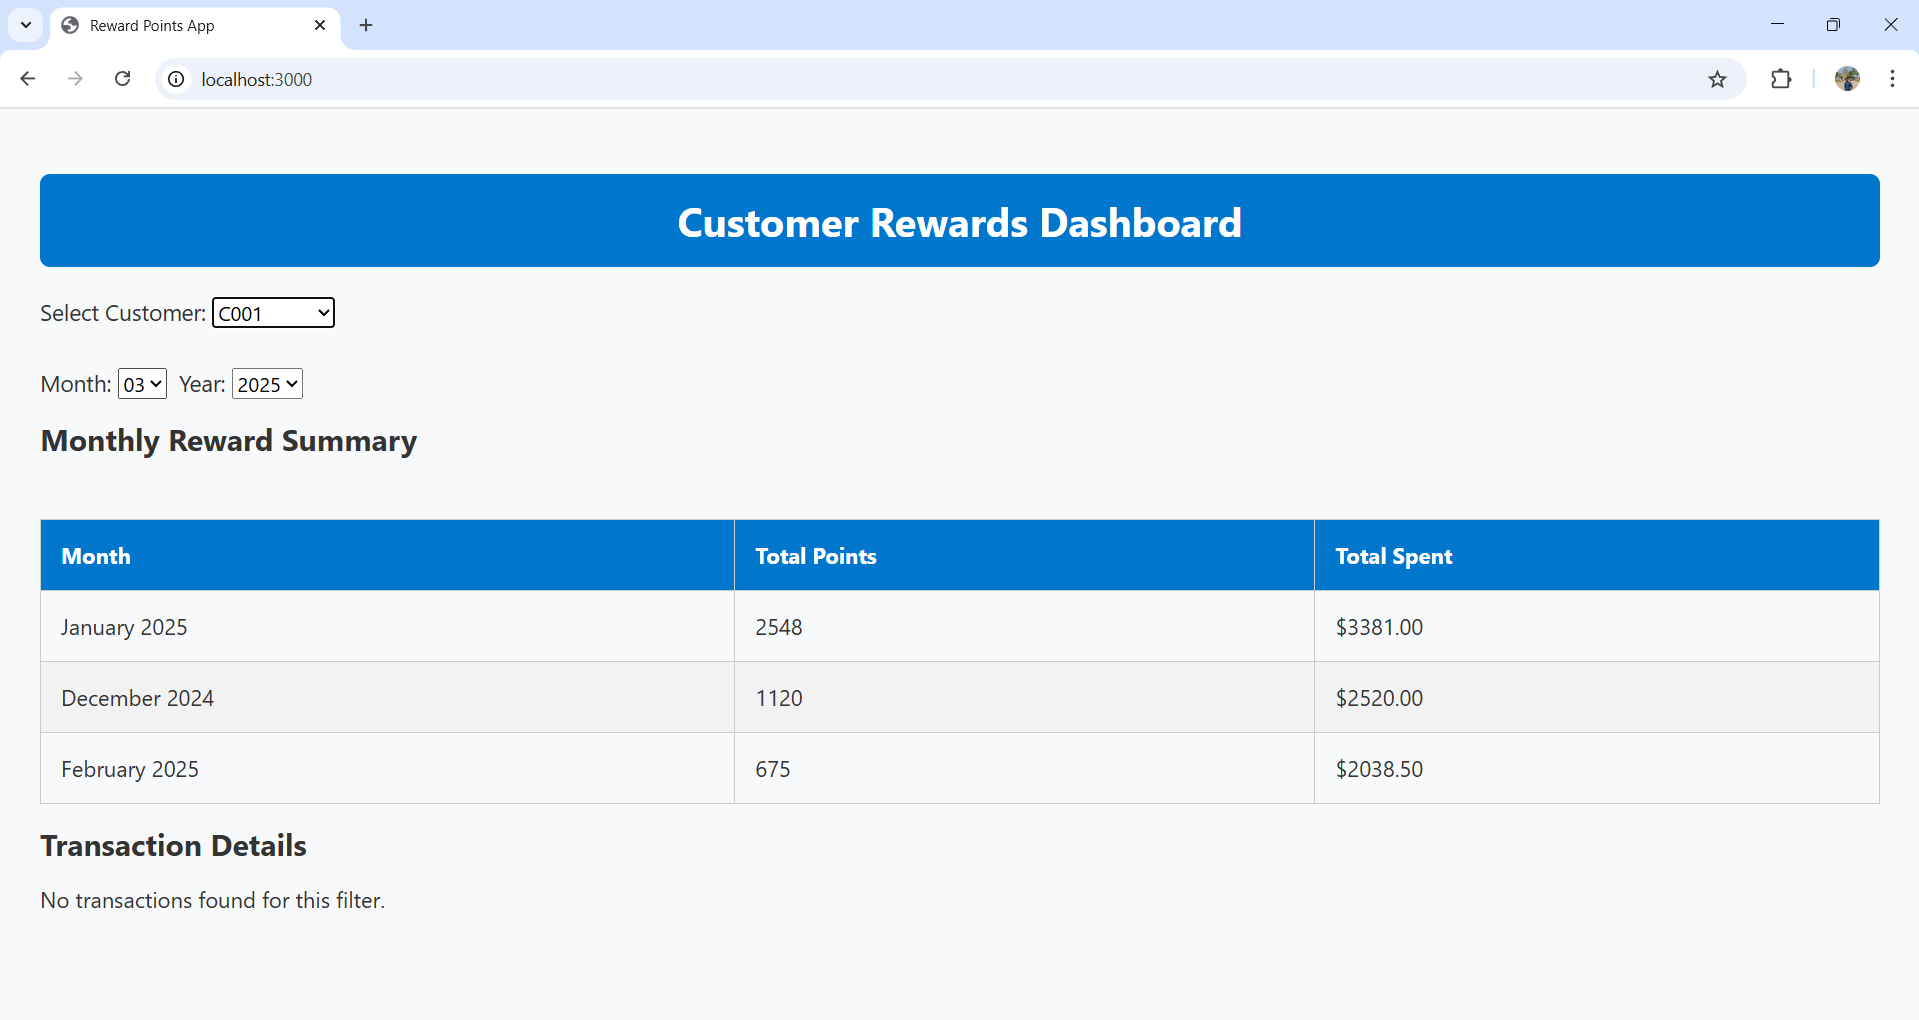 Reward Points App
localhost:3000
Customer Rewards Dashboard
Select Customer: C001
Month: 03 Year: 2025
Monthly Reward Summary
Month Total Points Total Spent
January 2025 2548 $3381.00
December 2024 1120 $2520.00
February 2025 675 $2038.50
Transaction Details
No transactions found for this filter.